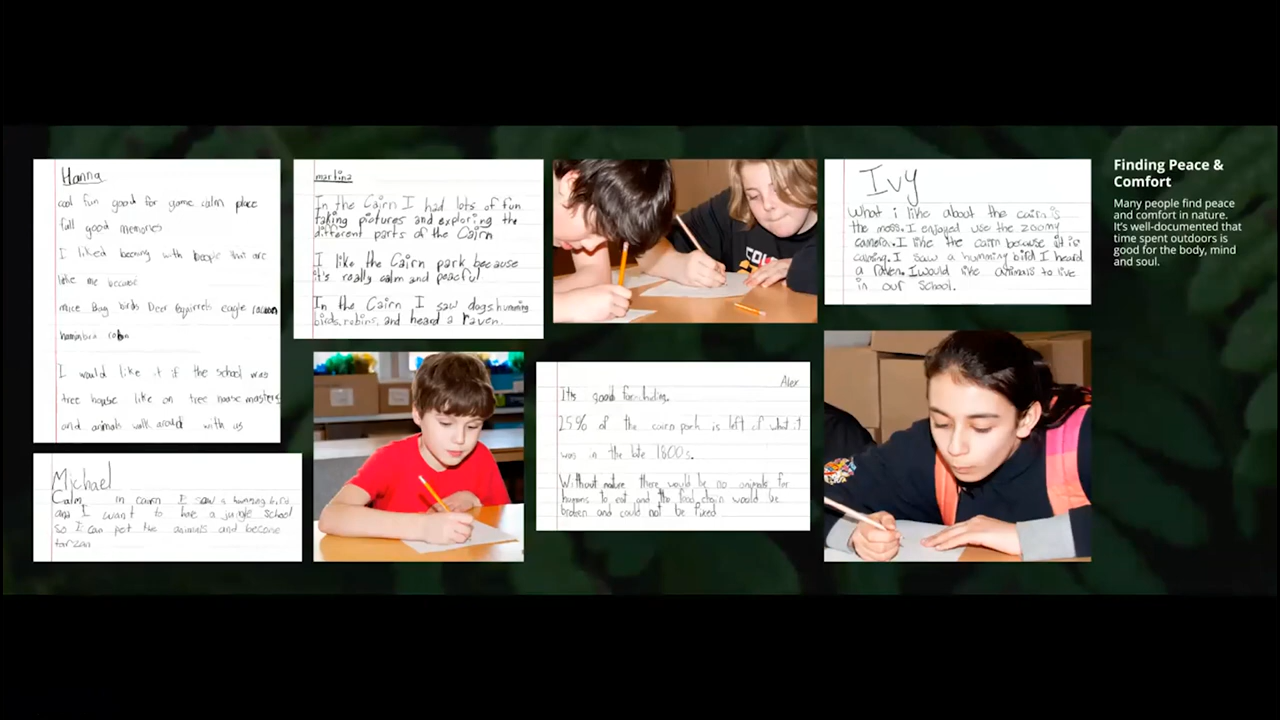 Hanna
cool fun good for game calm place
full good memories
I liked beening with people that are
like me because
mice Bay birds Deer squirrels eagle racoon
humminbird robin
I would like it if the school was
tree house like on tree house masters
and animals walk around with us
Michael
Calm in cairn I saw a humming bird
and I want to have a jungle school
so I can pet the animals and become
tarzan
martina
In the Cairn I had lots of fun
taking pictures and exploring the
different parts of the Cairn
I like the Cairn park because
it's really calm and peacful
In the Cairn I saw dogs, humming
birds, robins, and heard a raven.
Alex
It's good for
25% of the cairn park is left of what it
was in the late 1800s.
Without nature there would be no animals for
humans to eat and the food chain would be
broken and could not be fixed
Ivy
What i like about the cairn is
the moss. I enjoyed use the zoomy
camera. I like the cairn because it is
calming. I saw a humming bird I heard
a raven. I would like animals to live
in our school.
Finding Peace &
Comfort
Many people find peace
and comfort in nature.
It's well-documented that
time spent outdoors is
good for the body, mind
and soul.